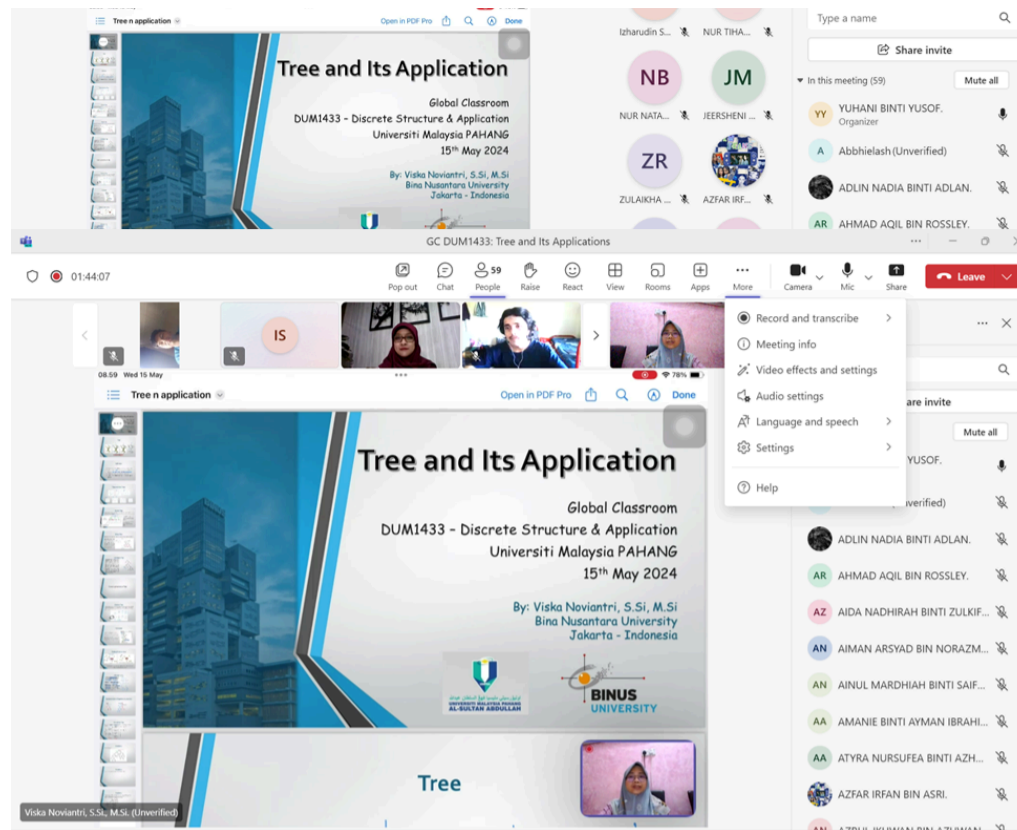 Tree n application
Open in PDF Pro
Done
Tree and Its Application
Global Classroom
DUM1433 – Discrete Structure & Application
Universiti Malaysia PAHANG
15th May 2024
By: Viska Noviantri, S.Si, M.Si
Bina Nusantara University
Jakarta - Indonesia
Izharudin S...
NUR TIHA...
NB
JM
NUR NATA...
JEERSHENI ...
ZR
ZULAIKHA ...
AZFAR IRF...
Type a name
Share invite
In this meeting (59)
Mute all
YY
YUHANI BINTI YUSOF.
Organizer
A
Abbhielash (Unverified)
ADLIN NADIA BINTI ADLAN.
AR
AHMAD AQIL BIN ROSSLEY.
GC DUM1433: Tree and Its Applications
01:44:07
59
Pop out
Chat
People
Raise
React
View
Rooms
Apps
More
Camera
Mic
Share
Leave
IS
Record and transcribe
Meeting info
Video effects and settings
Audio settings
Language and speech
Settings
Help
08.59 Wed 15 May
78%
Tree n application
Open in PDF Pro
Done
Tree and Its Application
Global Classroom
DUM1433 – Discrete Structure & Application
Universiti Malaysia PAHANG
15th May 2024
By: Viska Noviantri, S.Si, M.Si
Bina Nusantara University
Jakarta - Indonesia
UNIVERSITI MALAYSIA PAHANG
AL-SULTAN ABDULLAH
BINUS
UNIVERSITY
Tree
Viska Noviantri, S.Si., M.Si. (Unverified)
are invite
Mute all
YUSOF.
verified)
ADLIN NADIA BINTI ADLAN.
AR
AHMAD AQIL BIN ROSSLEY.
AZ
AIDA NADHIRAH BINTI ZULKIF...
AN
AIMAN ARSYAD BIN NORAZM...
AN
AINUL MARDHIAH BINTI SAIF...
AA
AMANIE BINTI AYMAN IBRAHI...
AA
ATYRA NURSUFEA BINTI AZH...
AZFAR IRFAN BIN ASRI.